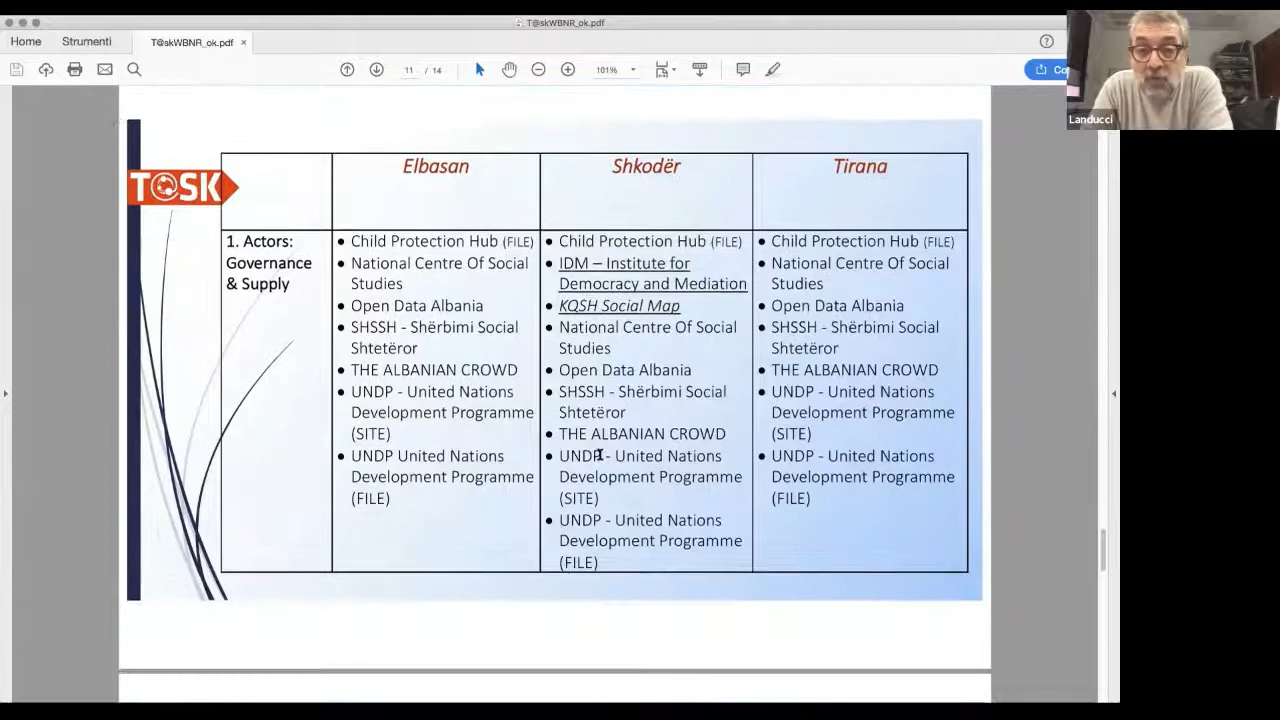 T@skWBNR_ok.pdf
Home
Strumenti
T@skWBNR_ok.pdf ×
11 / 14
101%
Landucci
T@SK
Elbasan
Shkodër
Tirana
1. Actors:
Governance
& Supply
• Child Protection Hub (FILE)
• National Centre Of Social
Studies
• Open Data Albania
• SHSSH - Shërbimi Social
Shtetëror
• THE ALBANIAN CROWD
• UNDP - United Nations
Development Programme
(SITE)
• UNDP United Nations
Development Programme
(FILE)
• Child Protection Hub (FILE)
• IDM – Institute for
Democracy and Mediation
• KQSH Social Map
• National Centre Of Social
Studies
• Open Data Albania
• SHSSH - Shërbimi Social
Shtetëror
• THE ALBANIAN CROWD
• UNDP - United Nations
Development Programme
(SITE)
• UNDP - United Nations
Development Programme
(FILE)
• Child Protection Hub (FILE)
• National Centre Of Social
Studies
• Open Data Albania
• SHSSH - Shërbimi Social
Shtetëror
• THE ALBANIAN CROWD
• UNDP - United Nations
Development Programme
(SITE)
• UNDP - United Nations
Development Programme
(FILE)